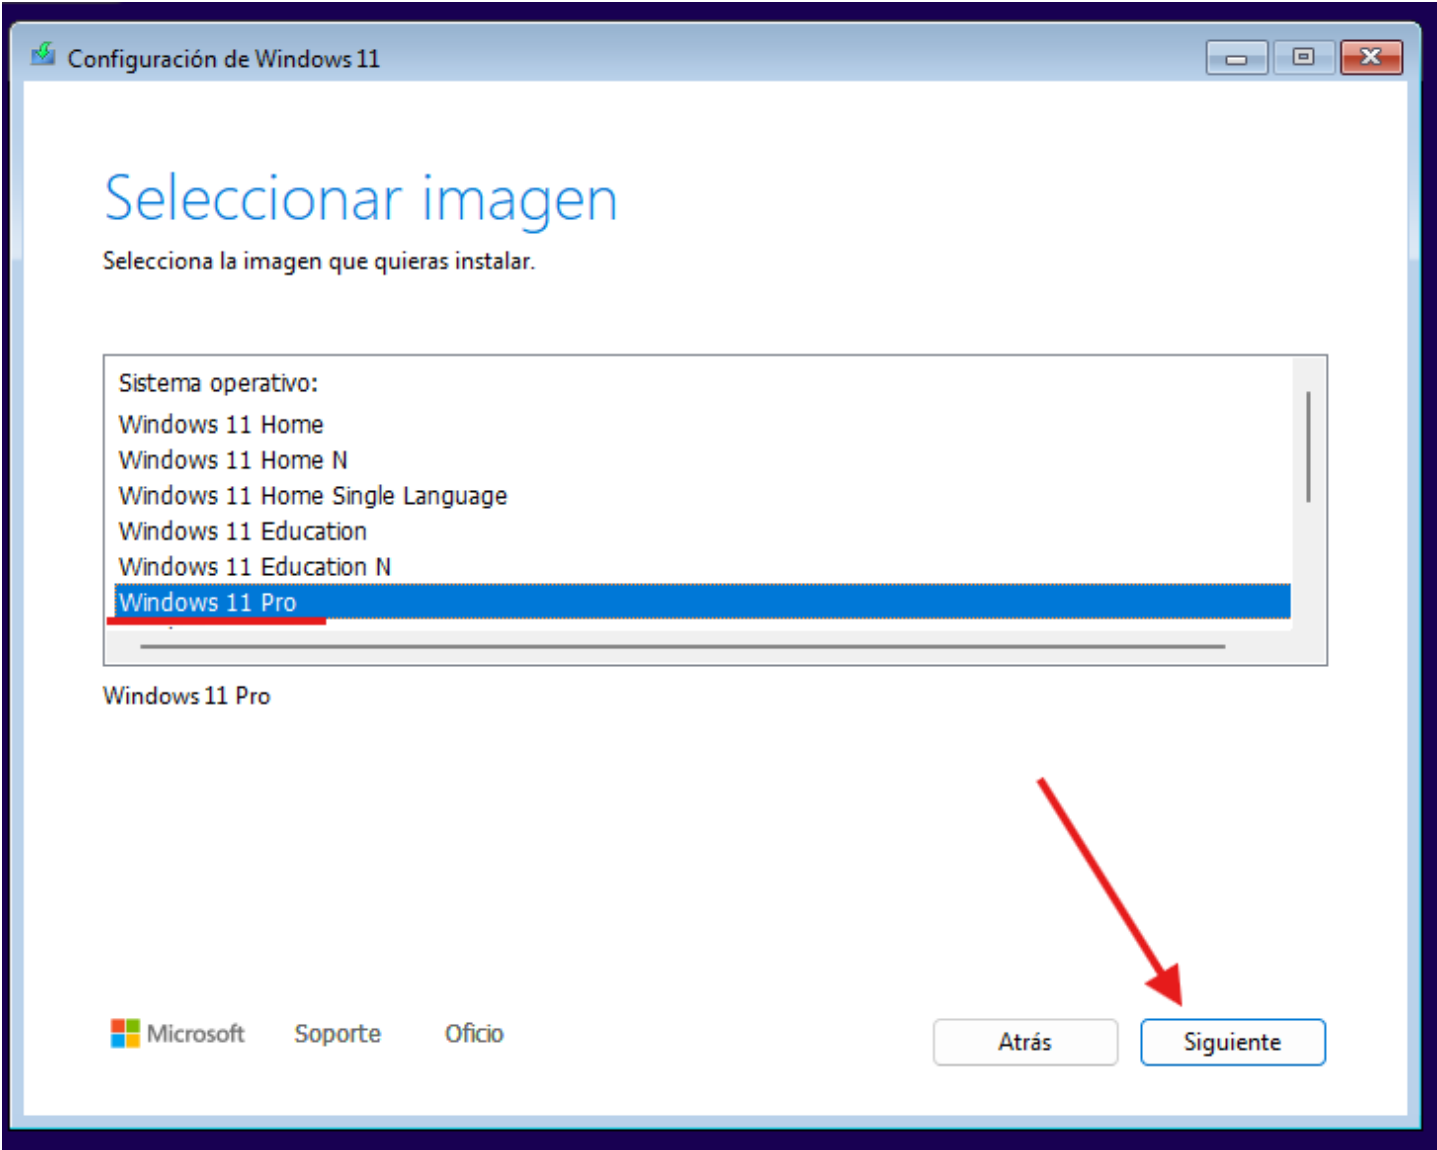 Configuración de Windows 11
Seleccionar imagen
Selecciona la imagen que quieras instalar.
Sistema operativo:
Windows 11 Home
Windows 11 Home N
Windows 11 Home Single Language
Windows 11 Education
Windows 11 Education N
Windows 11 Pro
Windows 11 Pro
Microsoft Soporte Oficio
Atrás Siguiente